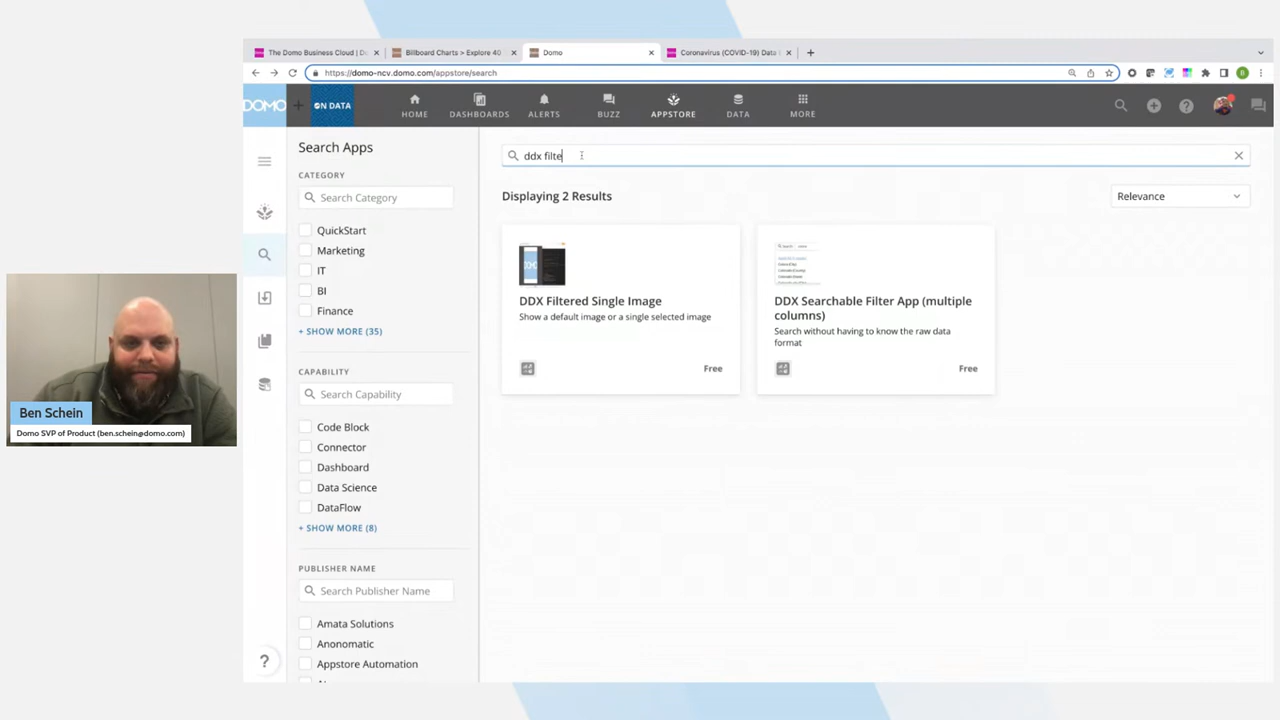 The Domo Business Cloud | Do
Billboard Charts > Explore 40
Domo
Coronavirus (COVID-19) Data
https://domo-ncv.domo.com/appstore/search
B
DOMO
ON DATA
HOME
DASHBOARDS
ALERTS
BUZZ
APPSTORE
DATA
MORE
Search Apps
CATEGORY
Search Category
QuickStart
Marketing
IT
BI
Finance
+ SHOW MORE (35)
CAPABILITY
Search Capability
Code Block
Connector
Dashboard
Data Science
DataFlow
+ SHOW MORE (8)
PUBLISHER NAME
Search Publisher Name
Amata Solutions
Anonomatic
Appstore Automation
?
ddx filte
Displaying 2 Results
Relevance
DOMO
DDX Filtered Single Image
Show a default image or a single selected image
Free
DDX Searchable Filter App (multiple
columns)
Search without having to know the raw data
format
Free
Ben Schein
Domo SVP of Product (ben.schein@domo.com)